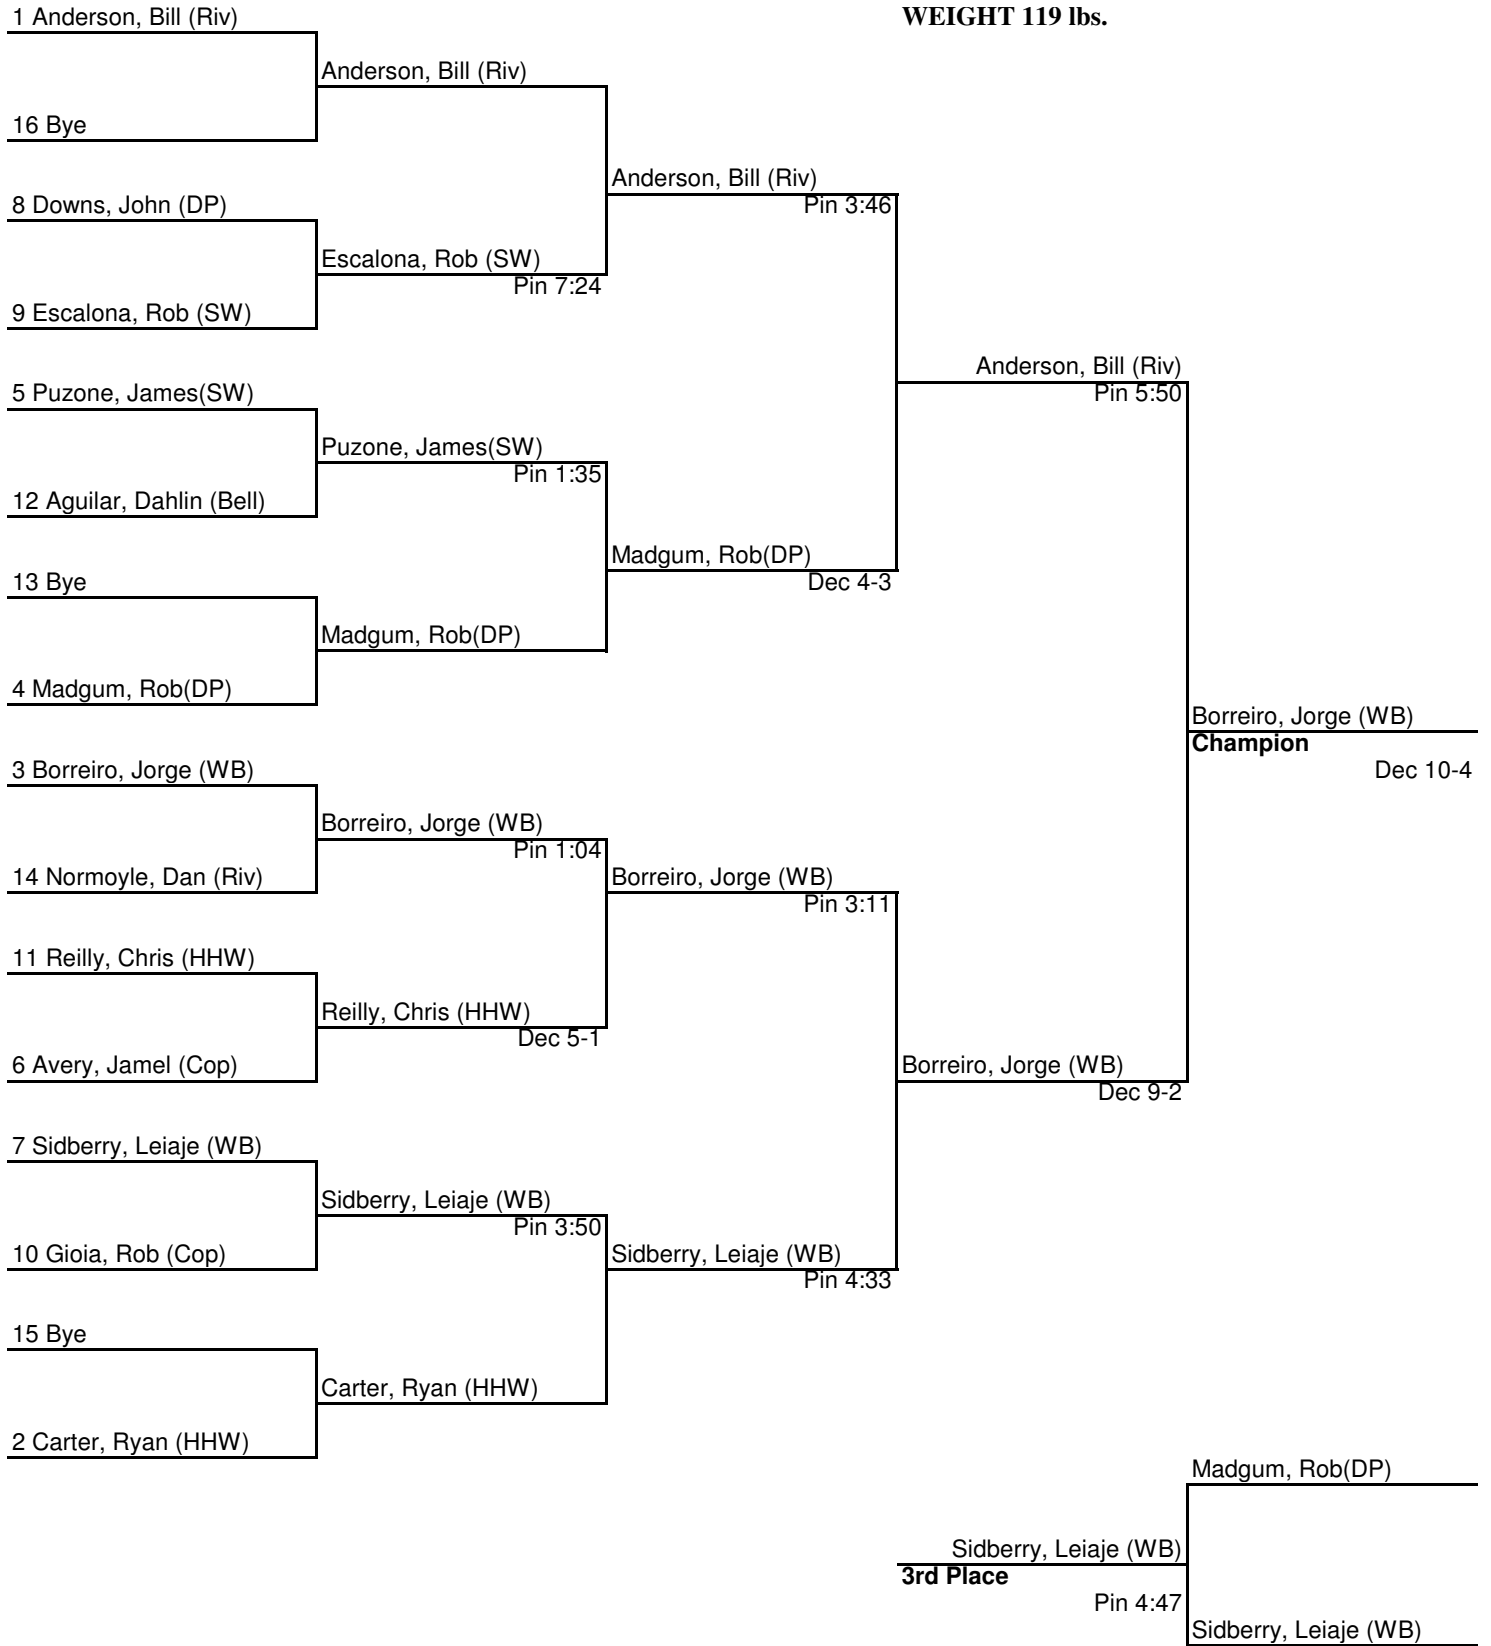 1 Anderson, Bill (Riv)
WEIGHT 119 lbs.
Anderson, Bill (Riv)
16 Bye
Anderson, Bill (Riv)
Pin 3:46
8 Downs, John (DP)
Escalona, Rob (SW)
Pin 7:24
9 Escalona, Rob (SW)
Anderson, Bill (Riv)
Pin 5:50
5 Puzone, James(SW)
Puzone, James(SW)
Pin 1:35
12 Aguilar, Dahlin (Bell)
Madgum, Rob(DP)
Dec 4-3
13 Bye
Madgum, Rob(DP)
4 Madgum, Rob(DP)
Borreiro, Jorge (WB)
Champion
Dec 10-4
3 Borreiro, Jorge (WB)
Borreiro, Jorge (WB)
Pin 1:04
14 Normoyle, Dan (Riv)
Borreiro, Jorge (WB)
Pin 3:11
11 Reilly, Chris (HHW)
Reilly, Chris (HHW)
Dec 5-1
6 Avery, Jamel (Cop)
Borreiro, Jorge (WB)
Dec 9-2
7 Sidberry, Leiaje (WB)
Sidberry, Leiaje (WB)
Pin 3:50
10 Gioia, Rob (Cop)
Sidberry, Leiaje (WB)
Pin 4:33
15 Bye
Carter, Ryan (HHW)
2 Carter, Ryan (HHW)
Madgum, Rob(DP)
Sidberry, Leiaje (WB)
3rd Place
Pin 4:47
Sidberry, Leiaje (WB)